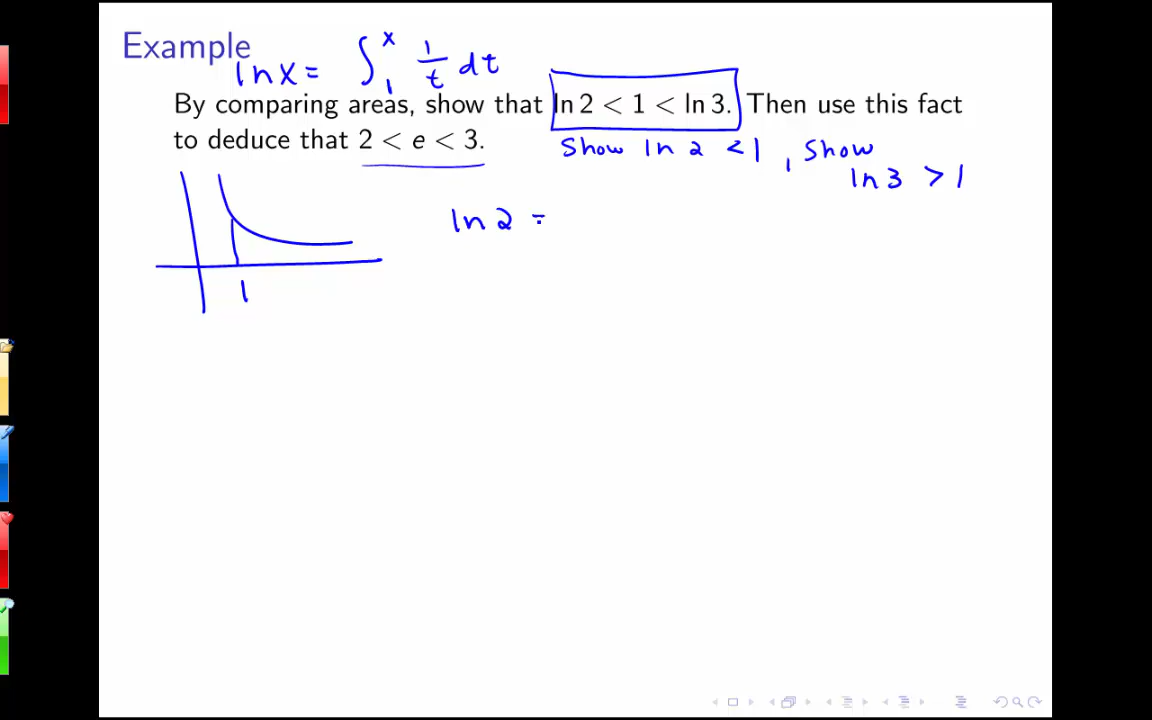 Example
ln x = ∫₁ˣ 1/t dt
By comparing areas, show that ln 2 < 1 < ln 3. Then use this fact
to deduce that 2 < e < 3.
Show ln 2 < 1 , Show
ln 3 > 1
ln 2 =
1